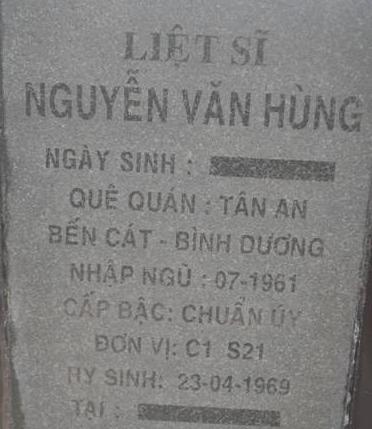 LIỆT SĨ
NGUYỄN VĂN HÙNG
NGÀY SINH :
QUÊ QUÁN : TÂN AN
BẾN CÁT - BÌNH DƯƠNG
NHẬP NGŨ : 07-1961
CẤP BẬC: CHUẨN ÚY
ĐƠN VỊ: C1 S21
HY SINH: 23-04-1969
TẠI :